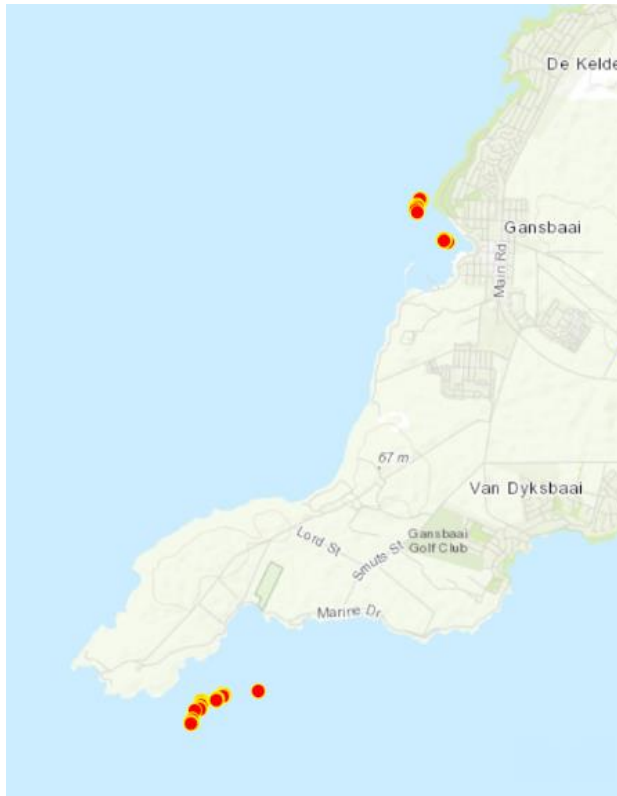 De Kelde
Gansbaai
Main Rd
67 m
Van Dyksbaai
Lord St
Smuts St
Gansbaai
Golf Club
Marine Dr